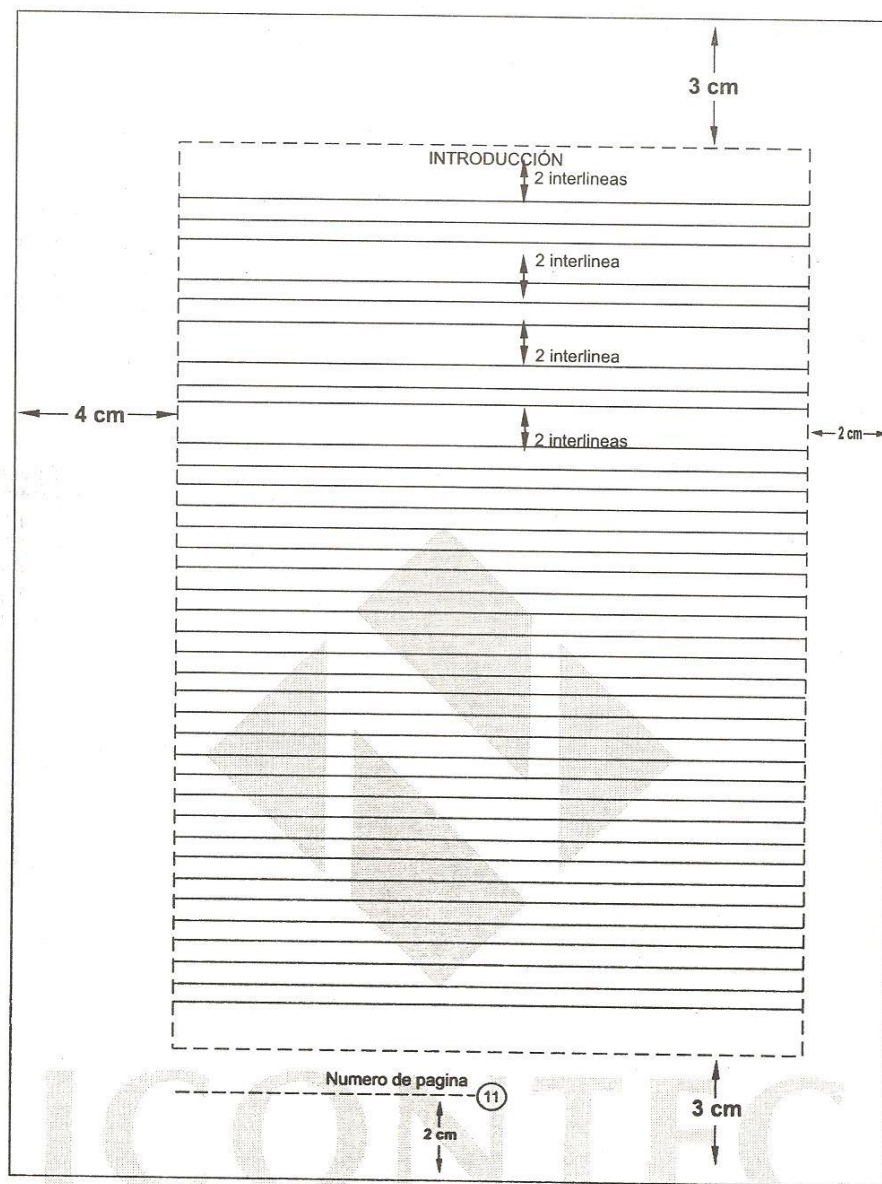 3 cm
INTRODUCCIÓN
2 interlineas
2 interlinea
2 interlinea
4 cm
2 interlineas
2 cm
Numero de pagina
11
2 cm
3 cm
ICONTEC